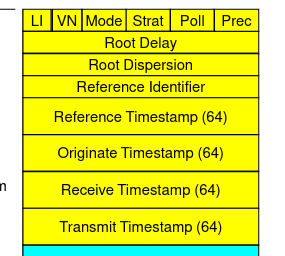 LI VN Mode Strat Poll Prec
Root Delay
Root Dispersion
Reference Identifier
Reference Timestamp (64)
Originate Timestamp (64)
Receive Timestamp (64)
Transmit Timestamp (64)